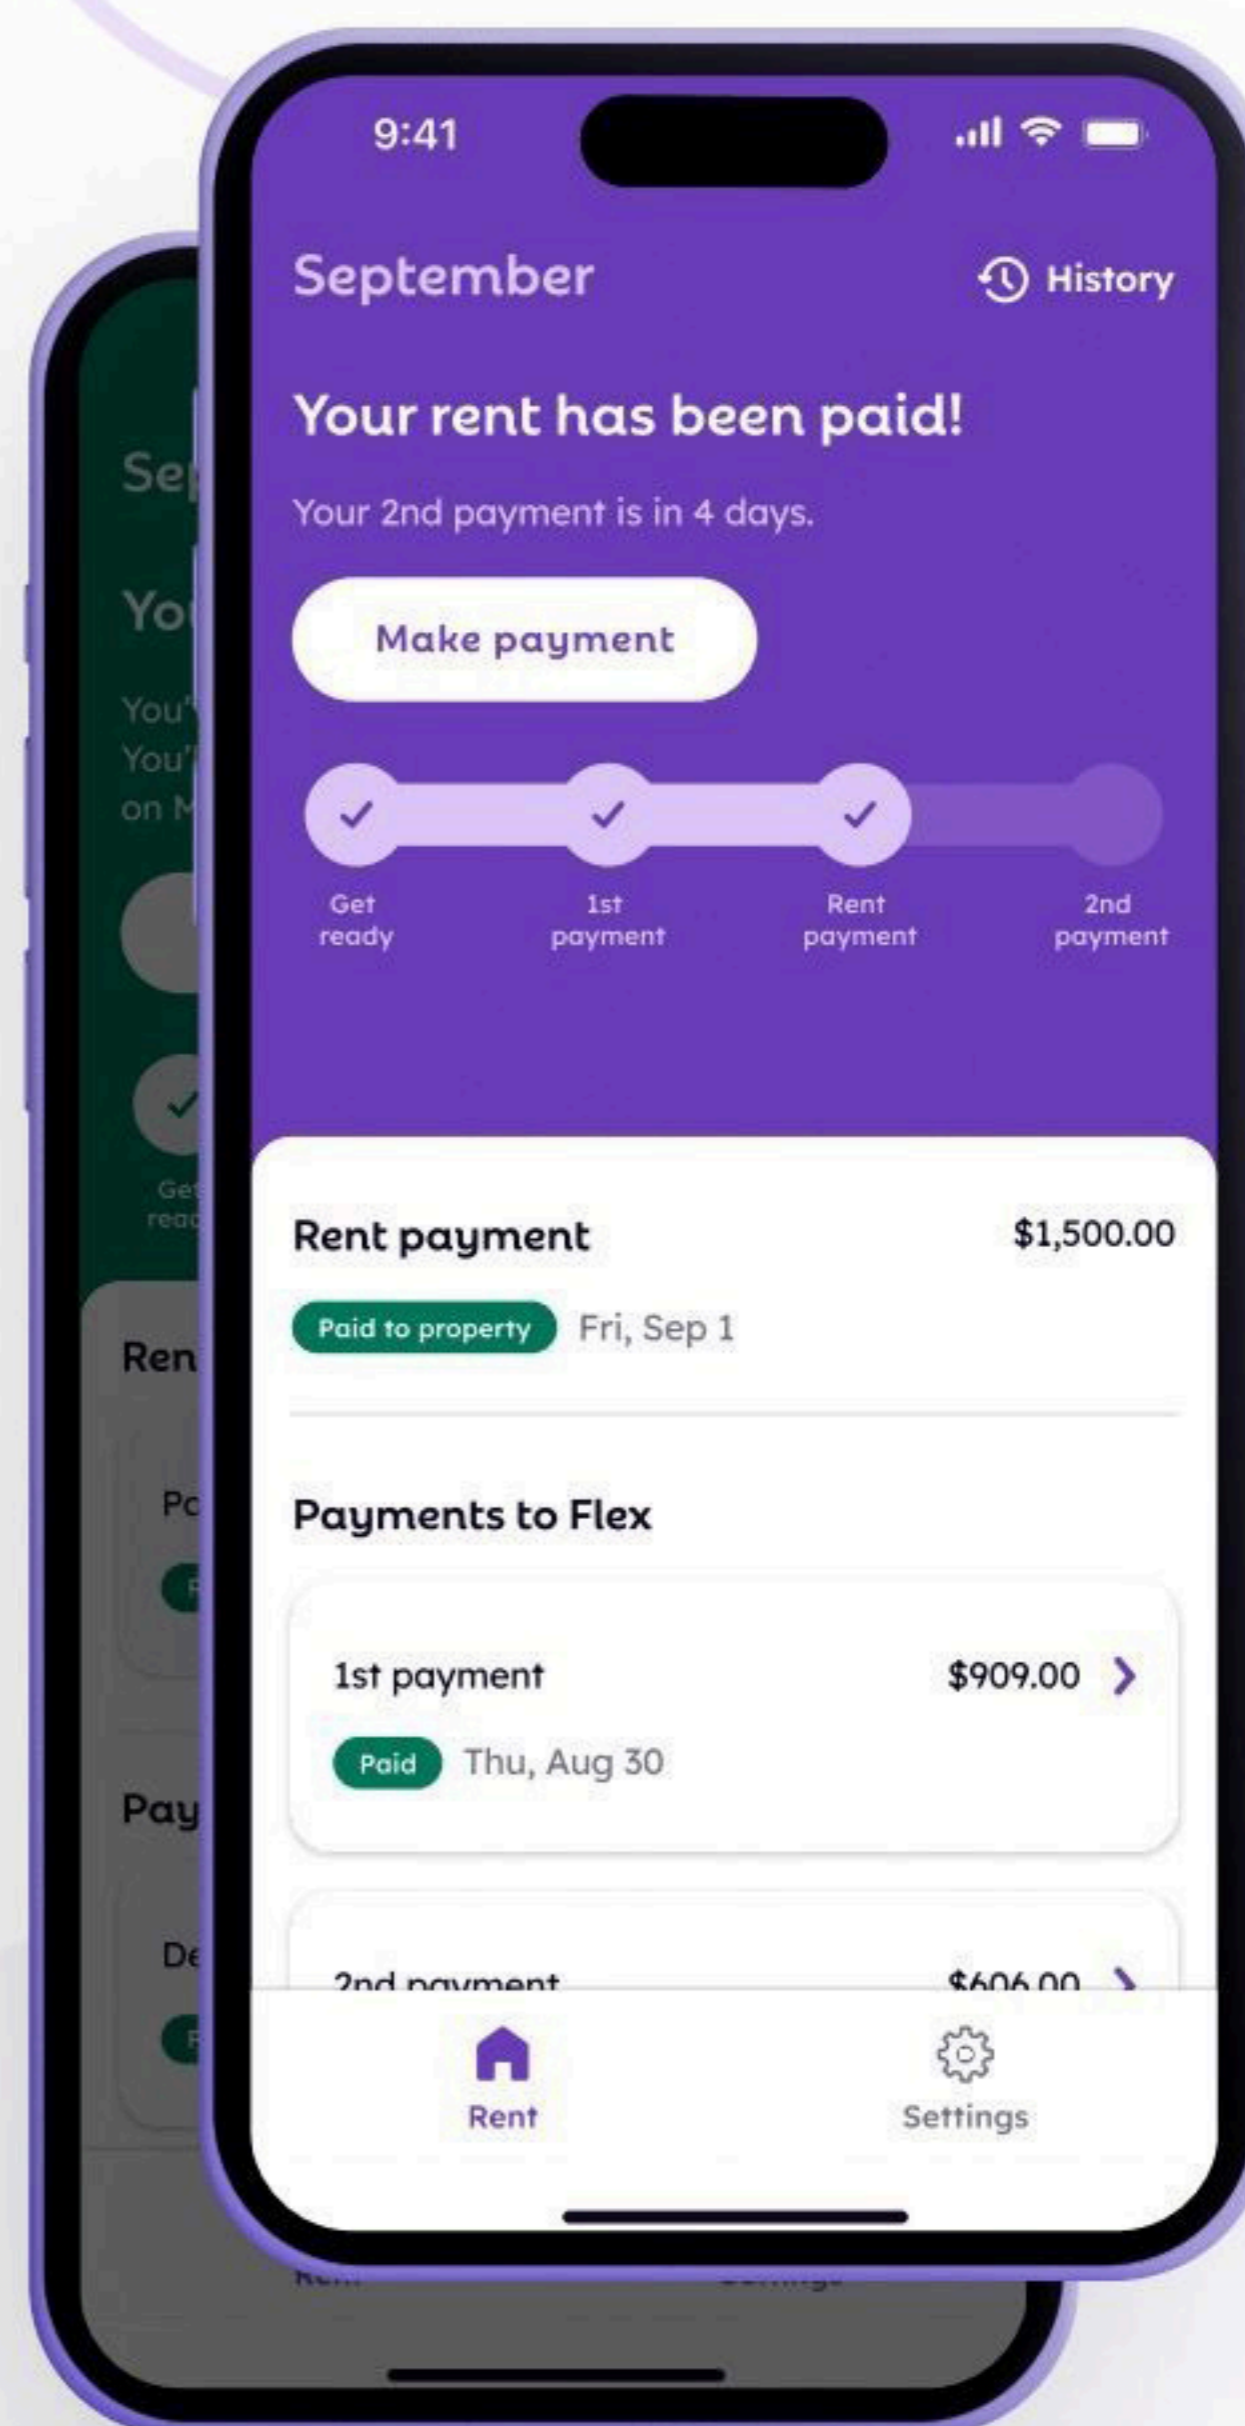 9:41
September
History
Your rent has been paid!
Your 2nd payment is in 4 days.
Make payment
Get
ready
1st
payment
Rent
payment
2nd
payment
Rent payment
$1,500.00
Paid to property
Fri, Sep 1
Payments to Flex
1st payment
$909.00
Paid
Thu, Aug 30
2nd payment
$606.00
Rent
Settings